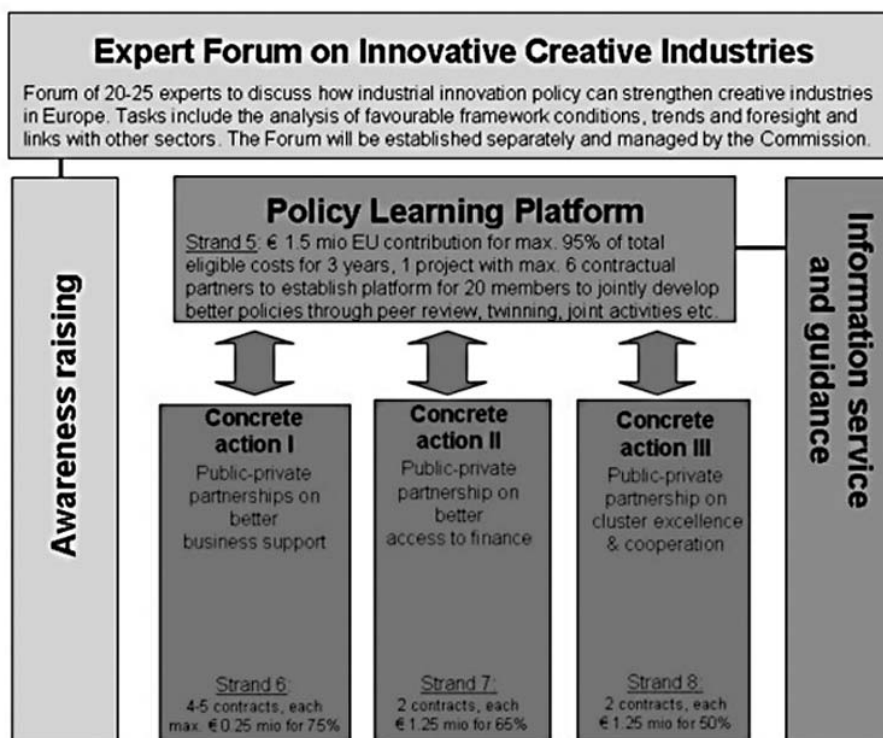 Expert Forum on Innovative Creative Industries
Forum of 20-25 experts to discuss how industrial innovation policy can strengthen creative industries
in Europe. Tasks include the analysis of favourable framework conditions, trends and foresight and
links with other sectors. The Forum will be established separately and managed by the Commission.
Awareness raising
Policy Learning Platform
Strand 5: € 1.5 mio EU contribution for max. 95% of total
eligible costs for 3 years, 1 project with max. 6 contractual
partners to establish platform for 20 members to jointly develop
better policies through peer review, twinning, joint activities etc.
Concrete
action I
Public-private
partnerships on
better
business support
Strand 6:
4-5 contracts, each
max. € 0.25 mio for 75%
Concrete
action II
Public-private
partnership on
better
access to finance
Strand 7:
2 contracts, each
€ 1.25 mio for 65%
Concrete
action III
Public-private
partnership on
cluster excellence
& cooperation
Strand 8:
2 contracts, each
€ 1.25 mio for 50%
Information service
and guidance